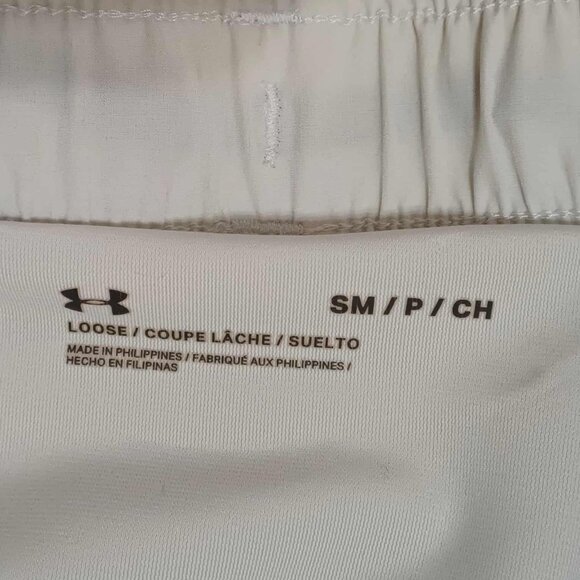 SM / P / CH
LOOSE / COUPE LÂCHE / SUELTO
MADE IN PHILIPPINES / FABRIQUÉ AUX PHILIPPINES /
HECHO EN FILIPINAS